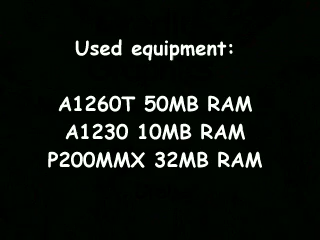 Used equipment:
A1260T 50MB RAM
A1230 10MB RAM
P200MMX 32MB RAM